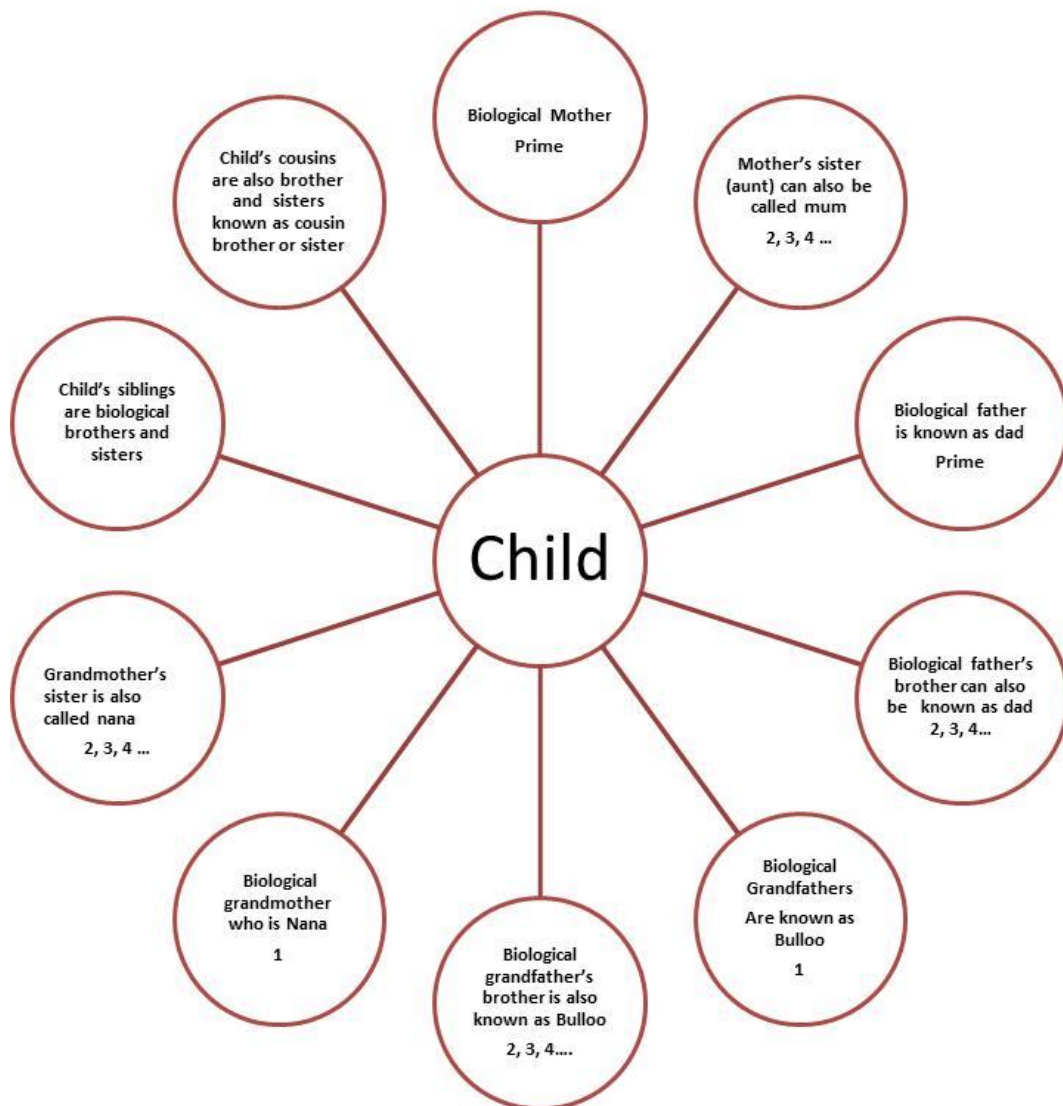 Biological Mother
Prime
Mother's sister
(aunt) can also be
called mum
2, 3, 4 ...
Biological father
is known as dad
Prime
Biological father's
brother can also
be known as dad
2, 3, 4...
Biological
Grandfathers
Are known as
Bulloo
1
Biological
grandfather's
brother is also
known as Bulloo
2, 3, 4....
Biological
grandmother
who is Nana
1
Grandmother's
sister is also
called nana
2, 3, 4 ...
Child's siblings
are biological
brothers and
sisters
Child's cousins
are also brother
and sisters
known as cousin
brother or sister
Child